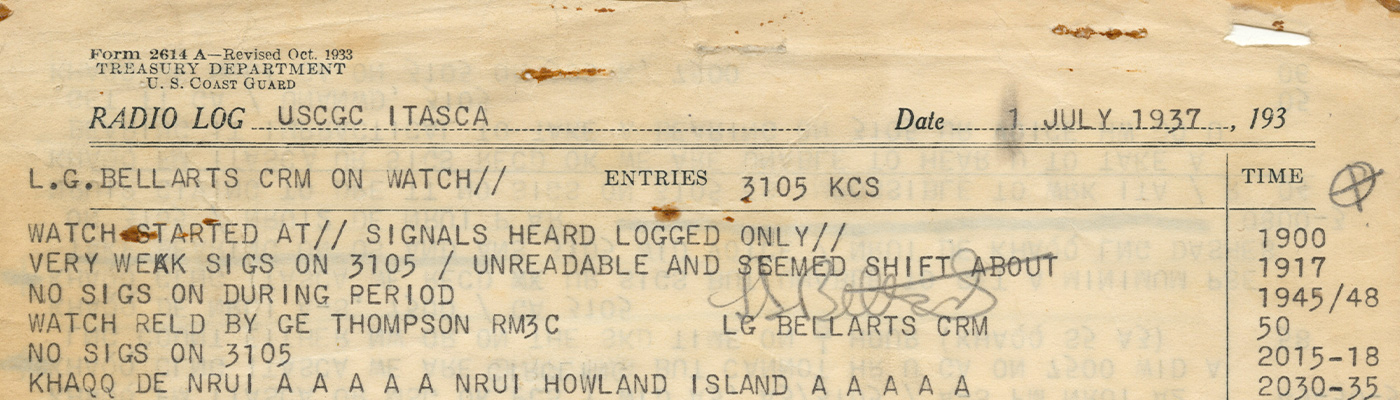 Form 2614 A—Revised Oct. 1933
TREASURY DEPARTMENT
U. S. COAST GUARD
RADIO LOG USCGC ITASCA Date 1 JULY 1937, 193
L.G.BELLARTS CRM ON WATCH// ENTRIES 3105 KCS TIME
WATCH STARTED AT// SIGNALS HEARD LOGGED ONLY// 1900
VERY WEAK SIGS ON 3105 / UNREADABLE AND SEEMED SHIFT ABOUT 1917
NO SIGS ON DURING PERIOD 1945/48
WATCH RELD BY GE THOMPSON RM3C LG BELLARTS CRM 50
NO SIGS ON 3105 2015-18
KHAQQ DE NRUI A A A A A NRUI HOWLAND ISLAND A A A A A 2030-35